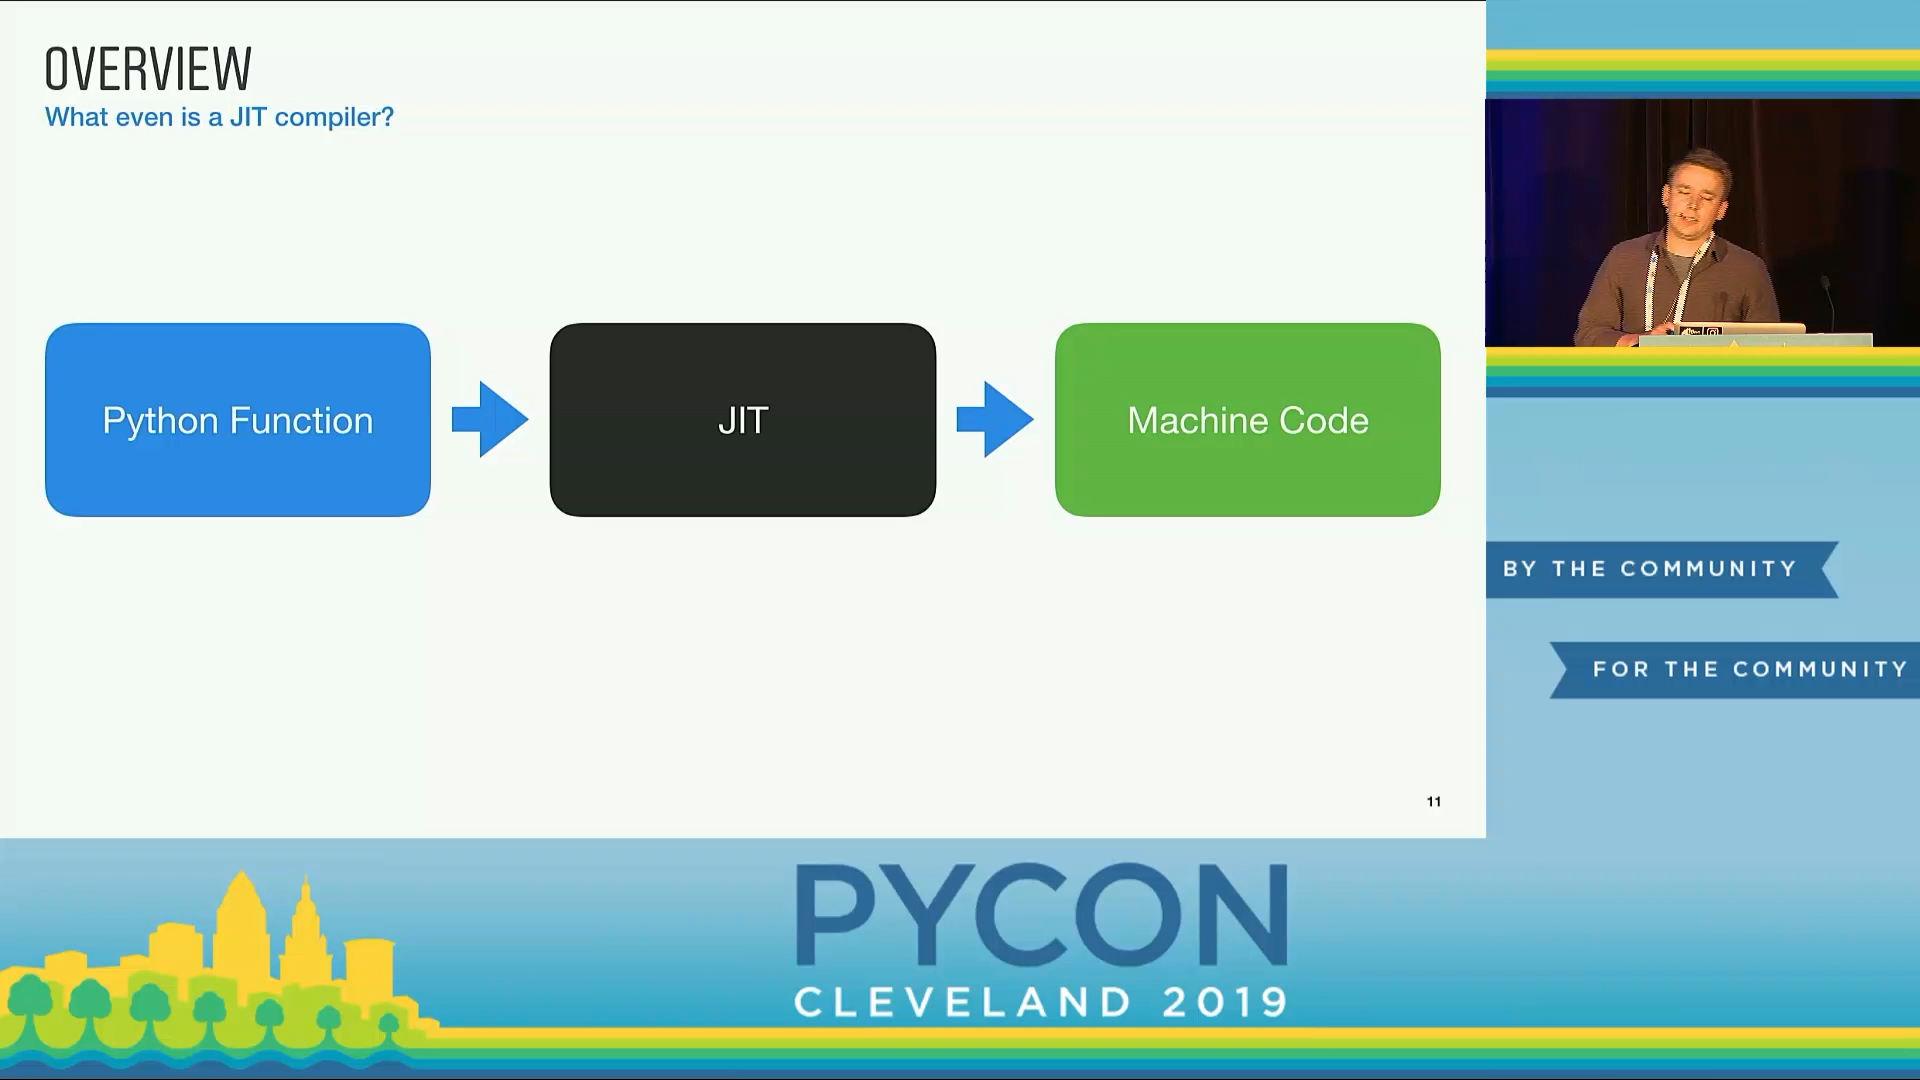 OVERVIEW
What even is a JIT compiler?
Python Function
JIT
Machine Code
11
BY THE COMMUNITY
FOR THE COMMUNITY
PYCON
CLEVELAND 2019